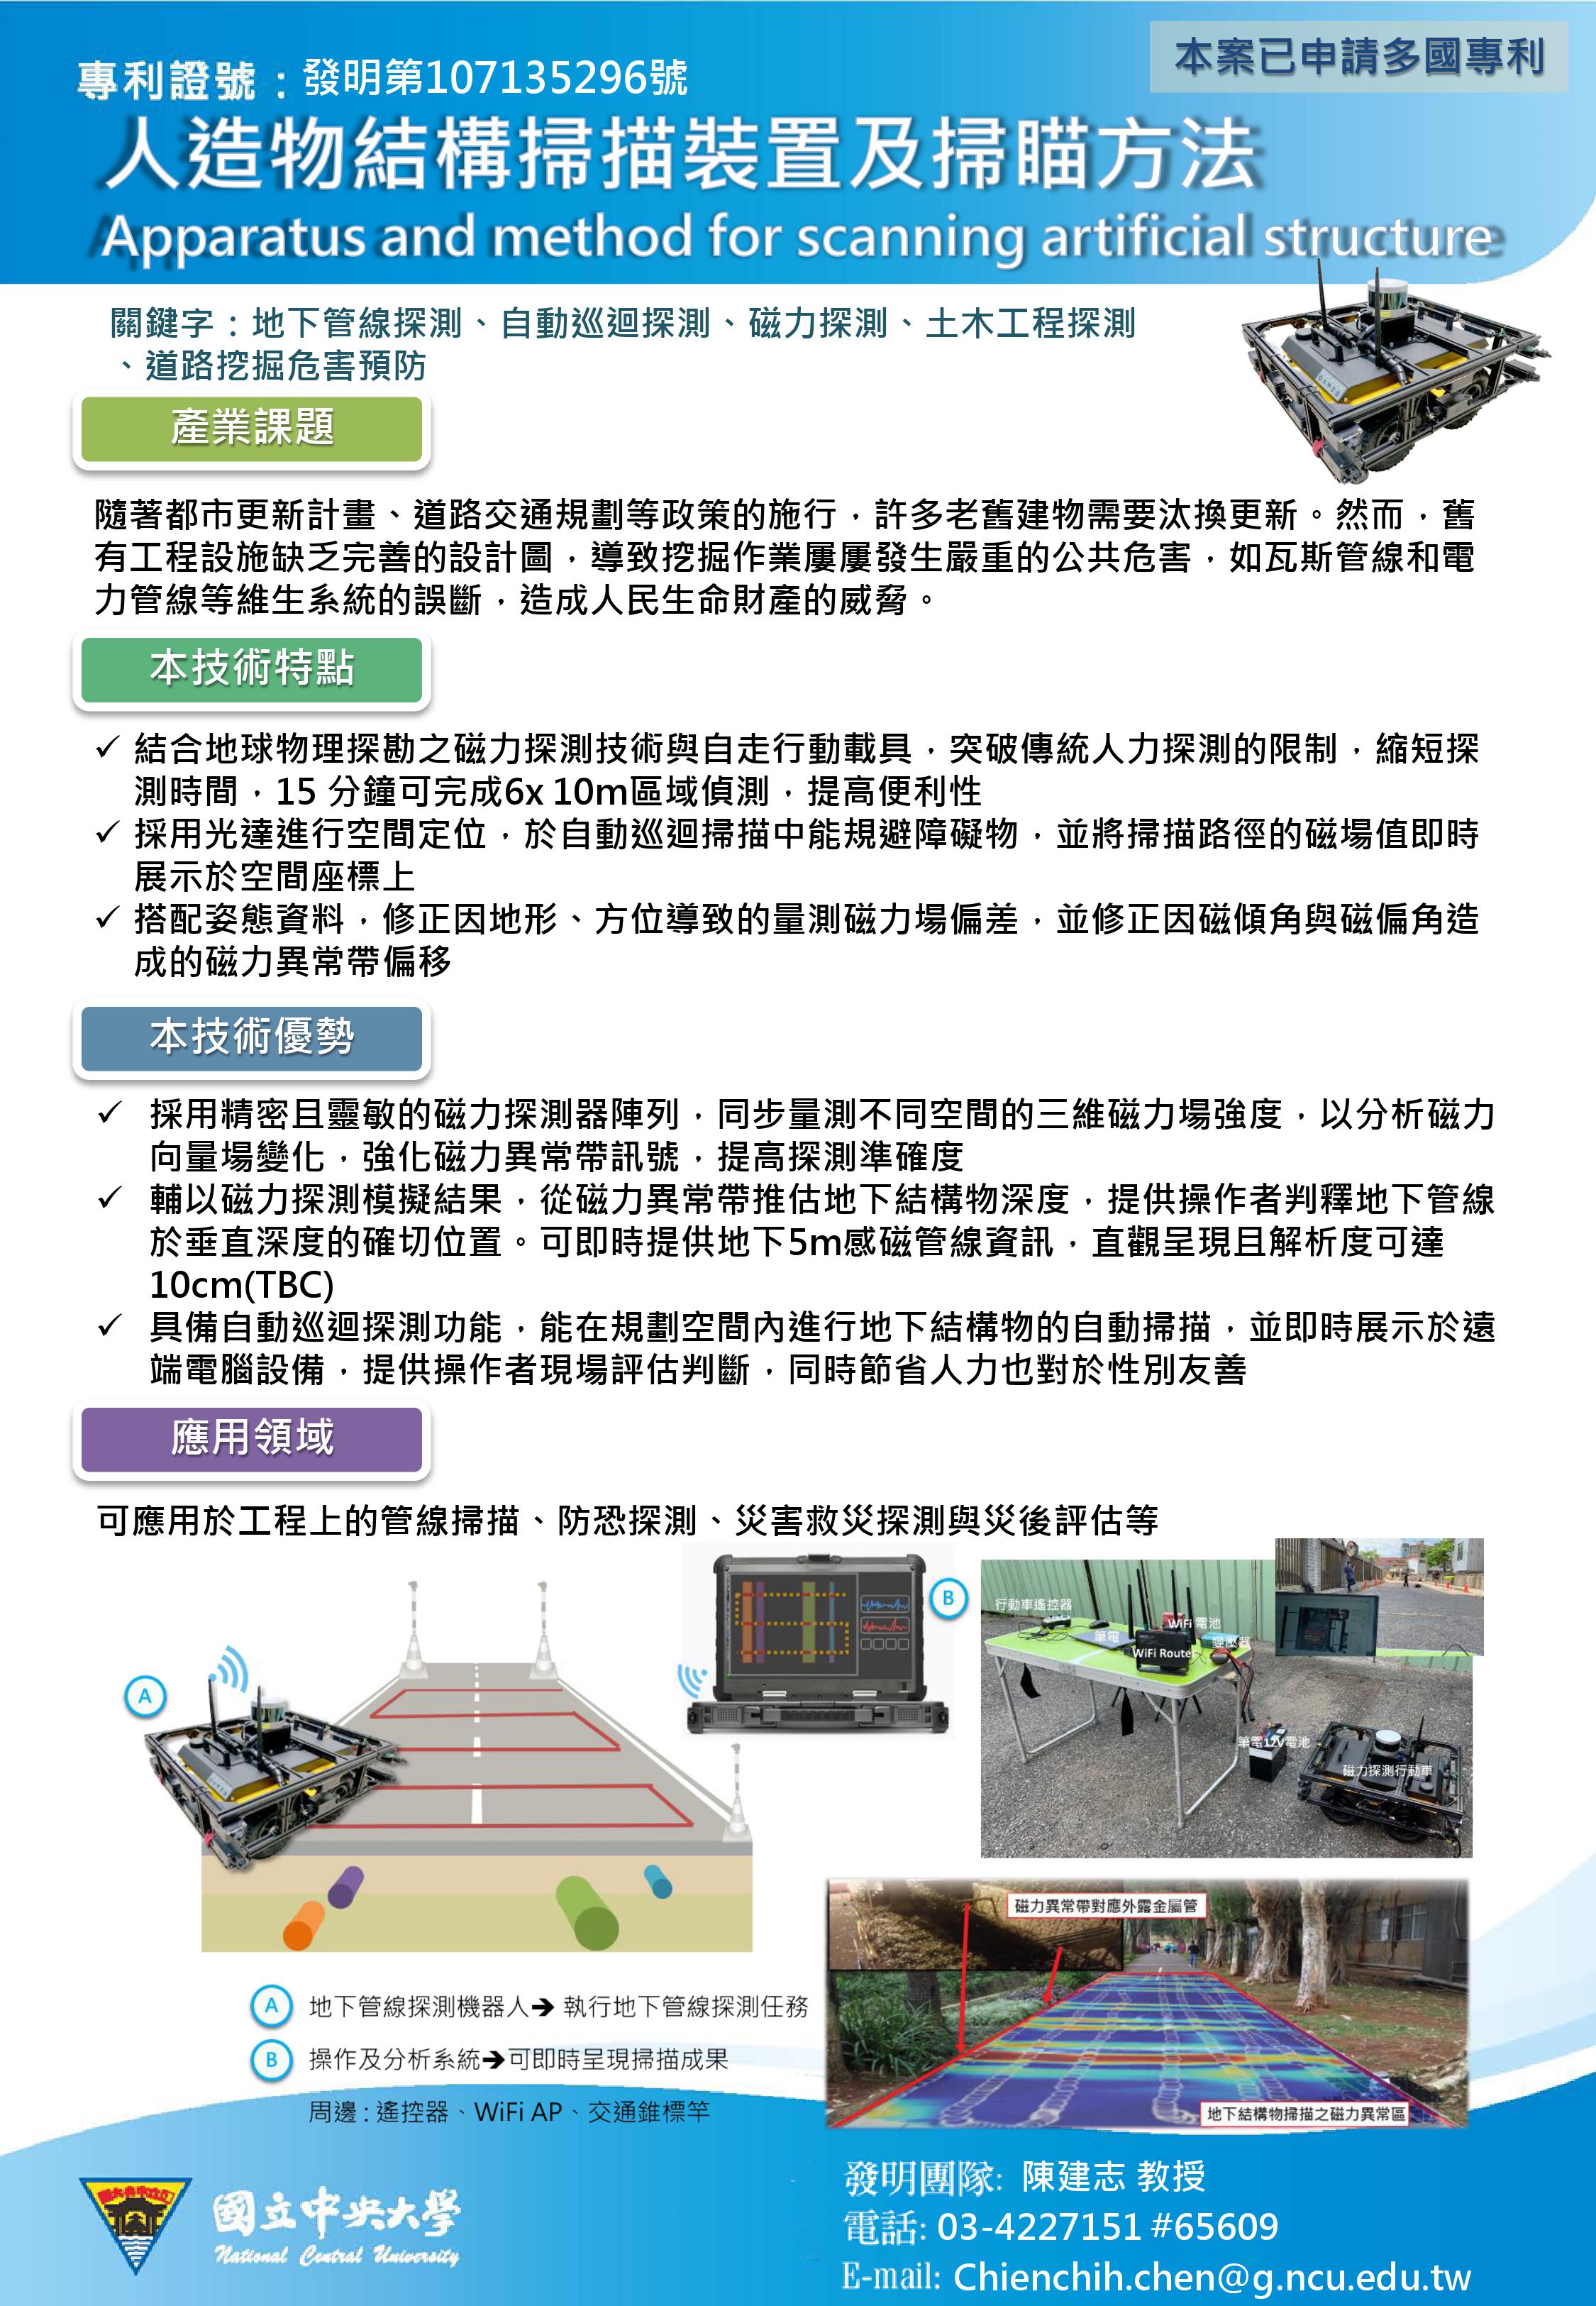 本案已申請多國專利
專利證號：發明第107135296號
人造物結構掃描裝置及掃瞄方法
Apparatus and method for scanning artificial structure
關鍵字：地下管線探測、自動巡迴探測、磁力探測、土木工程探測
、道路挖掘危害預防
產業課題
隨著都市更新計畫、道路交通規劃等政策的施行，許多老舊建物需要汰換更新。然而，舊
有工程設施缺乏完善的設計圖，導致挖掘作業屢屢發生嚴重的公共危害，如瓦斯管線和電
力管線等維生系統的誤斷，造成人民生命財產的威脅。
本技術特點
✓ 結合地球物理探勘之磁力探測技術與自走行動載具，突破傳統人力探測的限制，縮短探
測時間，15 分鐘可完成6x 10m區域偵測，提高便利性
✓ 採用光達進行空間定位，於自動巡迴掃描中能規避障礙物，並將掃描路徑的磁場值即時
展示於空間座標上
✓ 搭配姿態資料，修正因地形、方位導致的量測磁力場偏差，並修正因磁傾角與磁偏角造
成的磁力異常帶偏移
本技術優勢
✓ 採用精密且靈敏的磁力探測器陣列，同步量測不同空間的三維磁力場強度，以分析磁力
向量場變化，強化磁力異常帶訊號，提高探測準確度
✓ 輔以磁力探測模擬結果，從磁力異常帶推估地下結構物深度，提供操作者判釋地下管線
於垂直深度的確切位置。可即時提供地下5m感磁管線資訊，直觀呈現且解析度可達
10cm(TBC)
✓ 具備自動巡迴探測功能，能在規劃空間內進行地下結構物的自動掃描，並即時展示於遠
端電腦設備，提供操作者現場評估判斷，同時節省人力也對於性別友善
應用領域
可應用於工程上的管線掃描、防恐探測、災害救災探測與災後評估等
A
B
行動車遙控器
筆電
WiFi 電池
變壓器
WiFi Router
筆電12V電池
磁力探測行動車
磁力異常帶對應外露金屬管
地下結構物掃描之磁力異常區
A 地下管線探測機器人➔ 執行地下管線探測任務
B 操作及分析系統➔可即時呈現掃描成果
周邊：遙控器、WiFi AP、交通錐標竿
國立中央大學
National Central University
發明團隊: 陳建志 教授
電話: 03-4227151 #65609
E-mail: Chienchih.chen@g.ncu.edu.tw